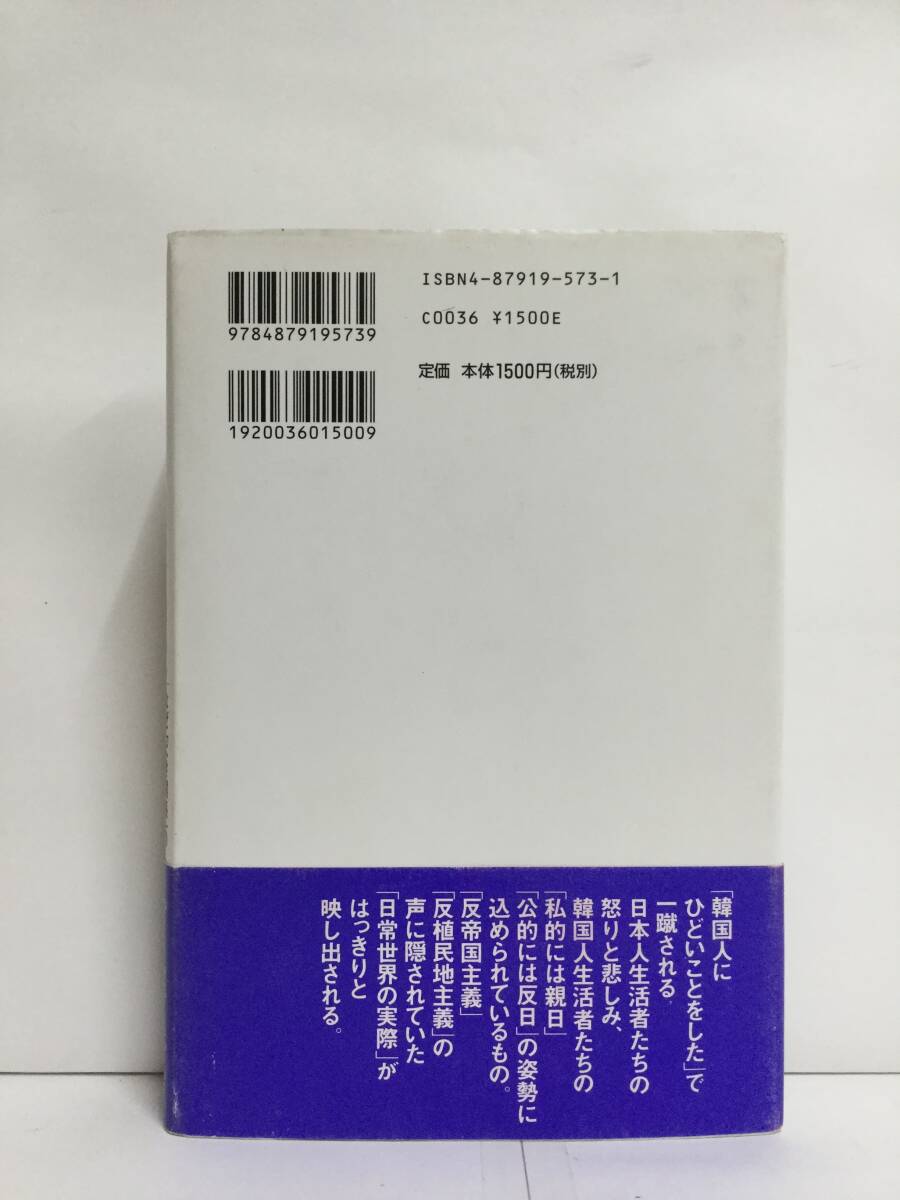 ISBN4-87919-573-1
C0036 ¥1500E
9784879195739
定価 本体1500円(税別)
1920036015009
「韓国人に
ひどいことをした」で
一蹴される
日本人生活者たちの
怒りと悲しみ、
韓国人生活者たちの
「私的には親日」
「公的には反日」の姿勢に
込められているもの。
「反帝国主義」
「反植民地主義」の
声に隠されていた
「日常世界の実際」が
はっきりと
映し出される。